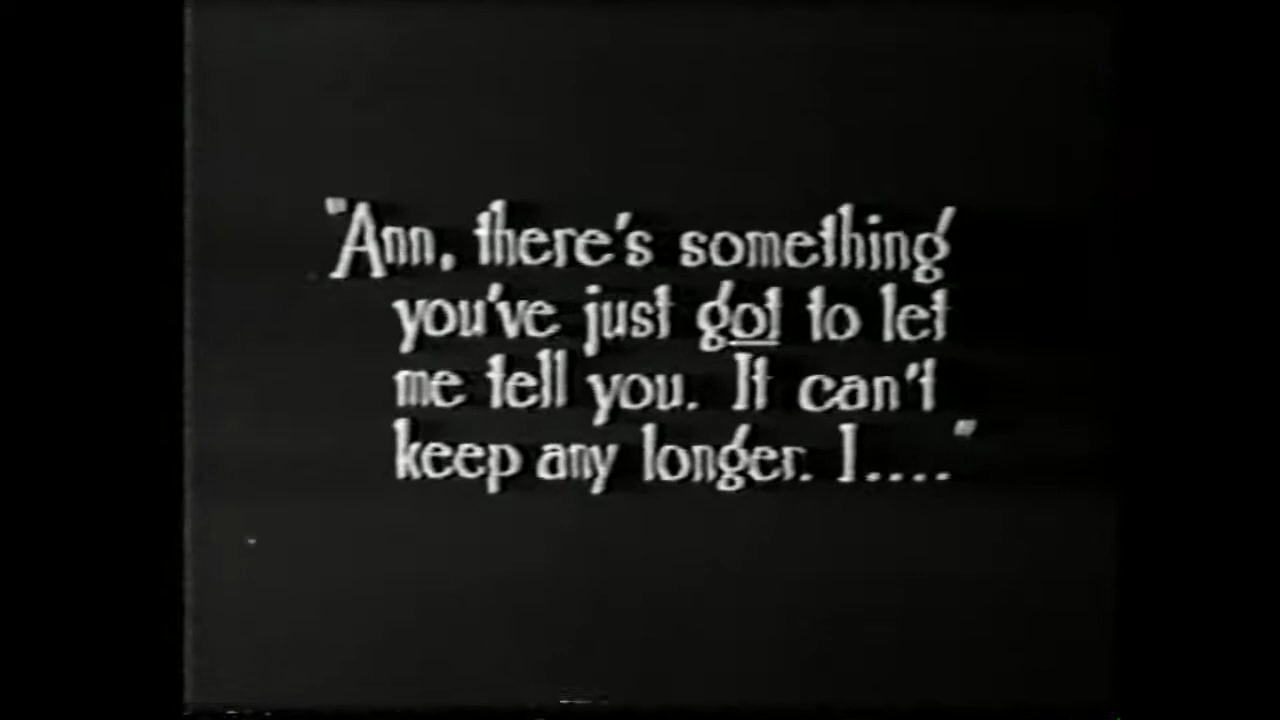 "Ann, there's something
you've just got to let
me tell you. It can't
keep any longer. I...."